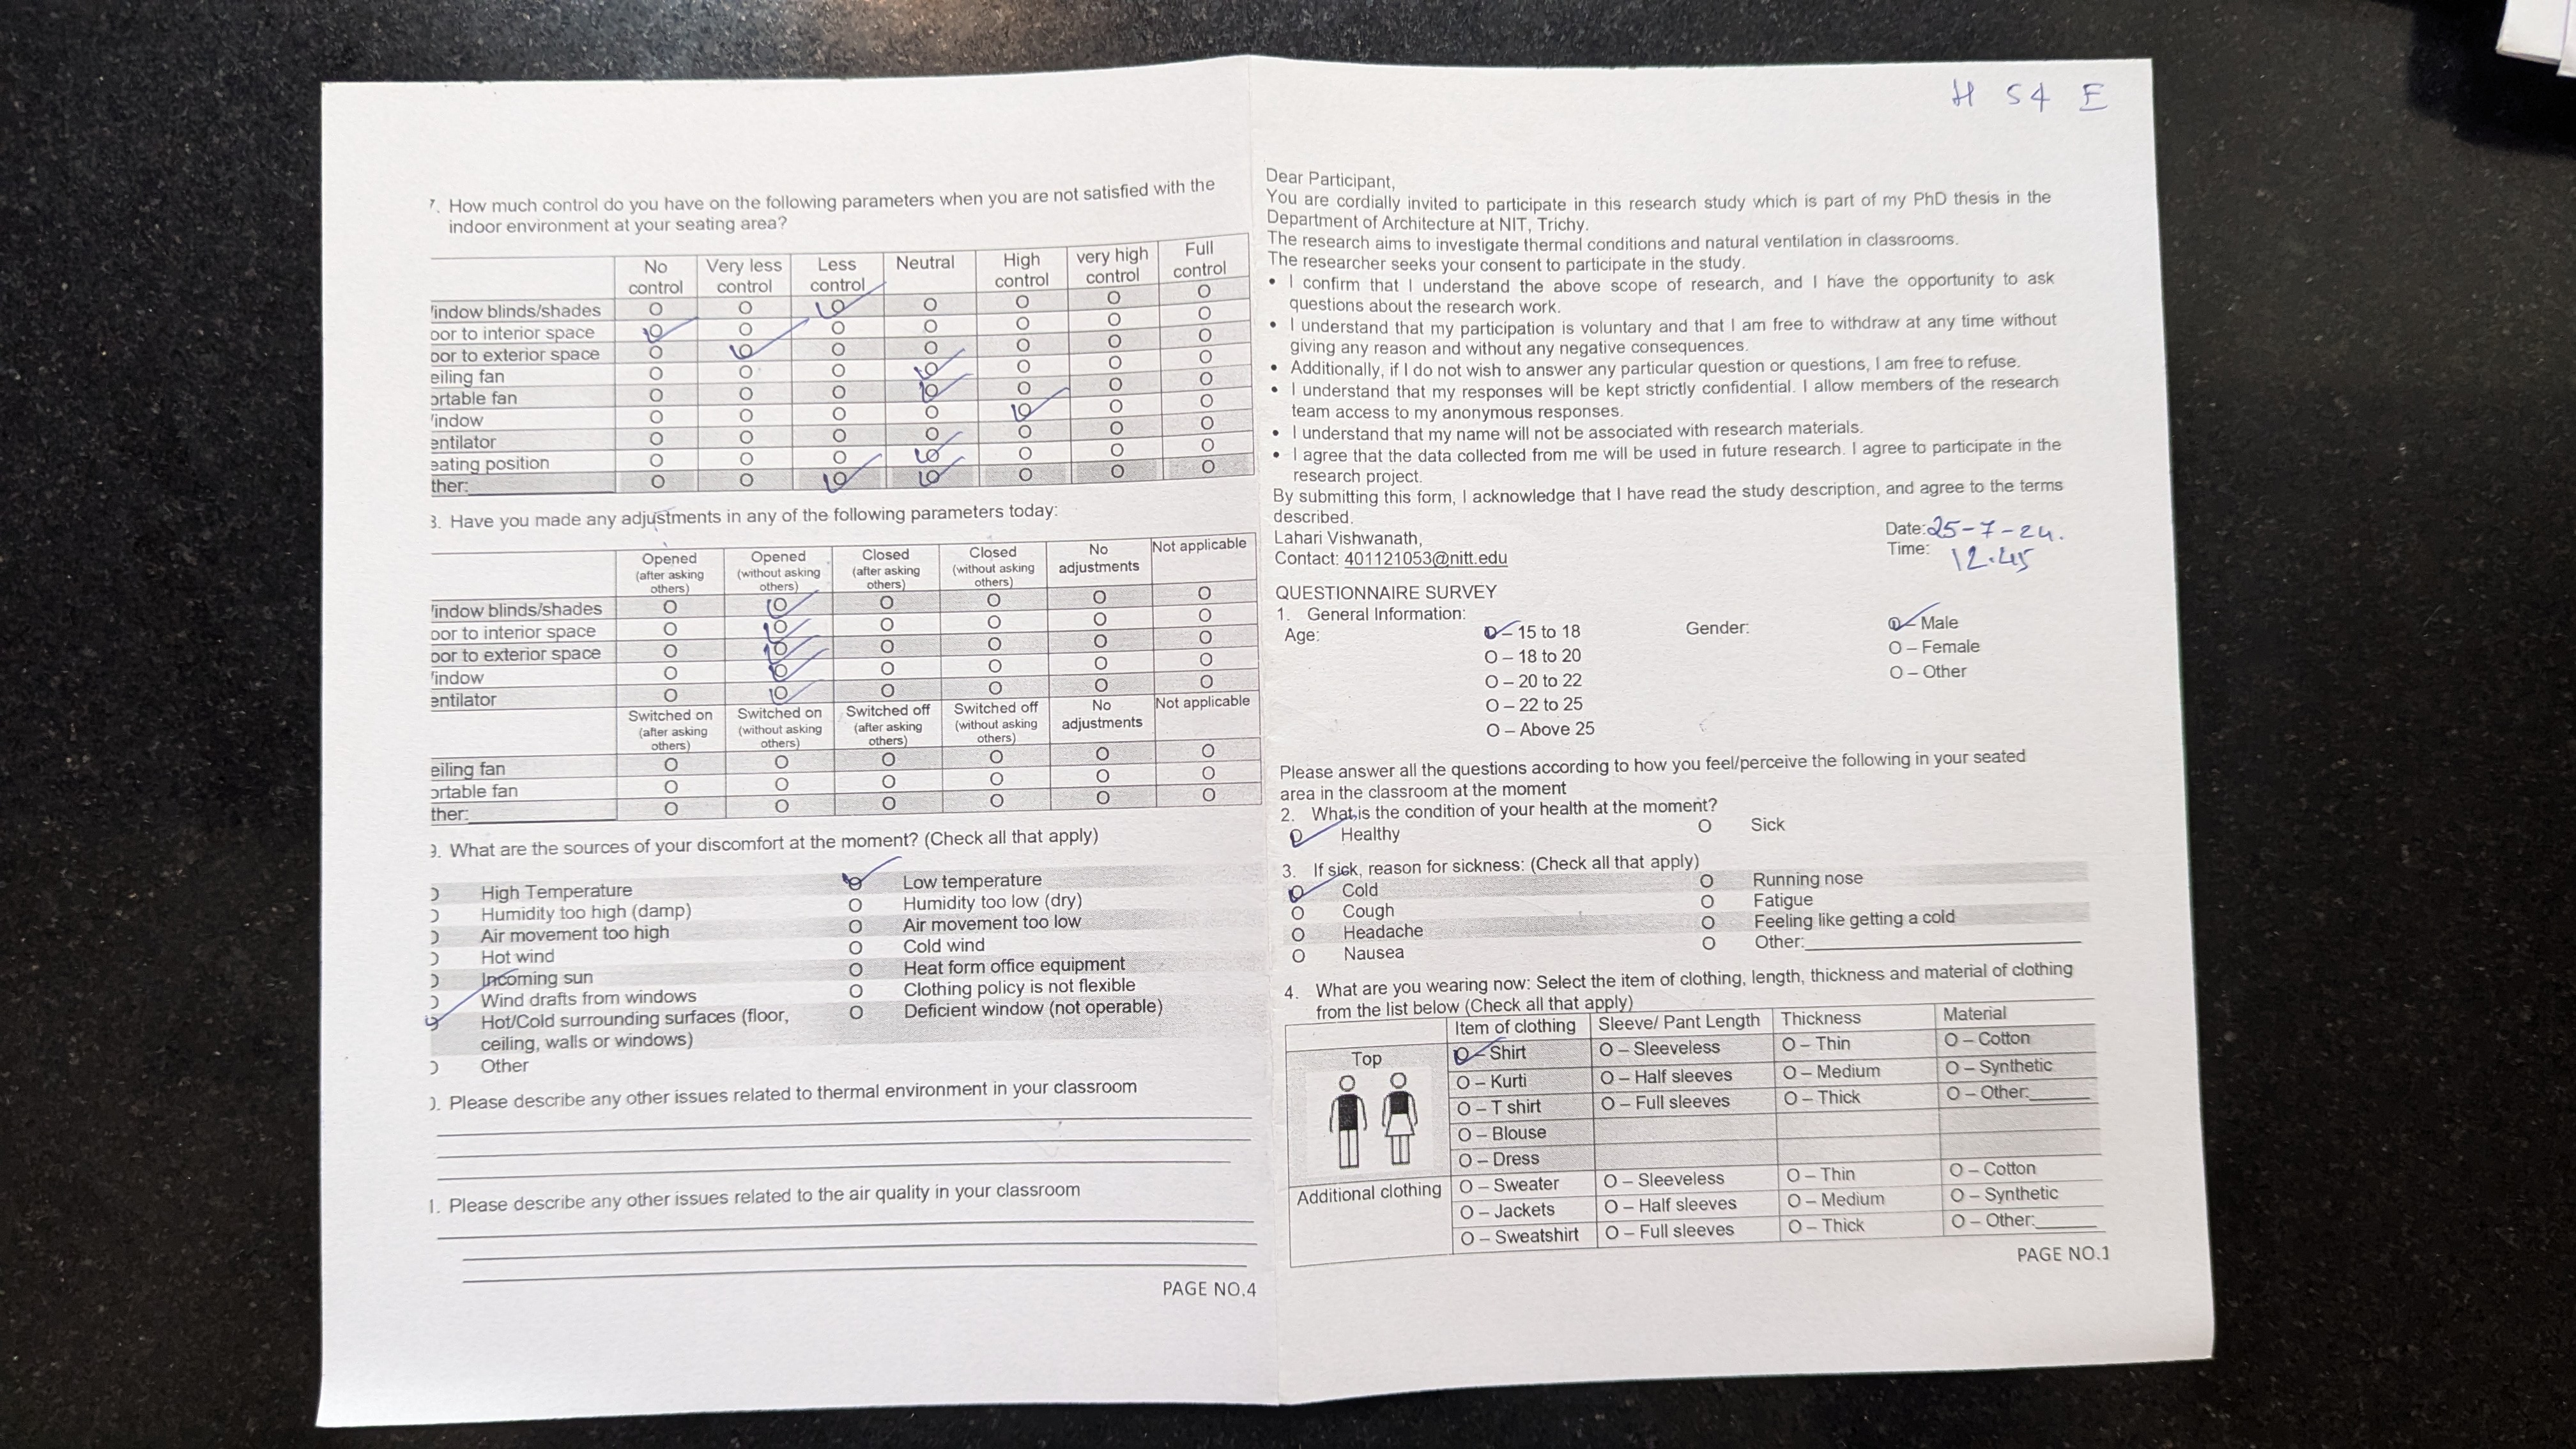 7. How much control do you have on the following parameters when you are not satisfied with the
indoor environment at your seating area?
No control Very less control Less control Neutral High control very high control Full control
indow blinds/shades O O O O O O O
oor to interior space O O O O O O O
oor to exterior space O O O O O O O
eiling fan O O O O O O O
ortable fan O O O O O O O
indow O O O O O O O
entilator O O O O O O O
eating position O O O O O O O
ther: O O O O O O O
3. Have you made any adjustments in any of the following parameters today:
Opened (after asking others) Opened (without asking others) Closed (after asking others) Closed (without asking others) No adjustments Not applicable
indow blinds/shades O O O O O O
oor to interior space O O O O O O
oor to exterior space O O O O O O
indow O O O O O O
entilator O O O O O O
Switched on (after asking others) Switched on (without asking others) Switched off (after asking others) Switched off (without asking others) No adjustments Not applicable
eiling fan O O O O O O
ortable fan O O O O O O
ther: O O O O O O
9. What are the sources of your discomfort at the moment? (Check all that apply)
High Temperature O Low temperature
Humidity too high (damp) O Humidity too low (dry)
Air movement too high O Air movement too low
Hot wind O Cold wind
Incoming sun O Heat form office equipment
Wind drafts from windows O Clothing policy is not flexible
Hot/Cold surrounding surfaces (floor, O Deficient window (not operable)
ceiling, walls or windows)
Other
). Please describe any other issues related to thermal environment in your classroom
1. Please describe any other issues related to the air quality in your classroom
PAGE NO.4
H S4 E
Dear Participant,
You are cordially invited to participate in this research study which is part of my PhD thesis in the
Department of Architecture at NIT, Trichy.
The research aims to investigate thermal conditions and natural ventilation in classrooms.
The researcher seeks your consent to participate in the study.
• I confirm that I understand the above scope of research, and I have the opportunity to ask
questions about the research work.
• I understand that my participation is voluntary and that I am free to withdraw at any time without
giving any reason and without any negative consequences.
• Additionally, if I do not wish to answer any particular question or questions, I am free to refuse.
• I understand that my responses will be kept strictly confidential. I allow members of the research
team access to my anonymous responses.
• I understand that my name will not be associated with research materials.
• I agree that the data collected from me will be used in future research. I agree to participate in the
research project.
By submitting this form, I acknowledge that I have read the study description, and agree to the terms
described.
Lahari Vishwanath, Date: 25-7-24.
Contact: 401121053@nitt.edu Time: 12.45
QUESTIONNAIRE SURVEY
1. General Information:
Age: O – 15 to 18 Gender: O – Male
O – 18 to 20 O – Female
O – 20 to 22 O – Other
O – 22 to 25
O – Above 25
Please answer all the questions according to how you feel/perceive the following in your seated
area in the classroom at the moment
2. What is the condition of your health at the moment?
O Healthy O Sick
3. If sick, reason for sickness: (Check all that apply)
O Cold O Running nose
O Cough O Fatigue
O Headache O Feeling like getting a cold
O Nausea O Other:
4. What are you wearing now: Select the item of clothing, length, thickness and material of clothing
from the list below (Check all that apply)
Item of clothing Sleeve/ Pant Length Thickness Material
Top O – Shirt O – Sleeveless O – Thin O – Cotton
O – Kurti O – Half sleeves O – Medium O – Synthetic
O – T shirt O – Full sleeves O – Thick O – Other:
O – Blouse
O – Dress
Additional clothing O – Sweater O – Sleeveless O – Thin O – Cotton
O – Jackets O – Half sleeves O – Medium O – Synthetic
O – Sweatshirt O – Full sleeves O – Thick O – Other:
PAGE NO.1